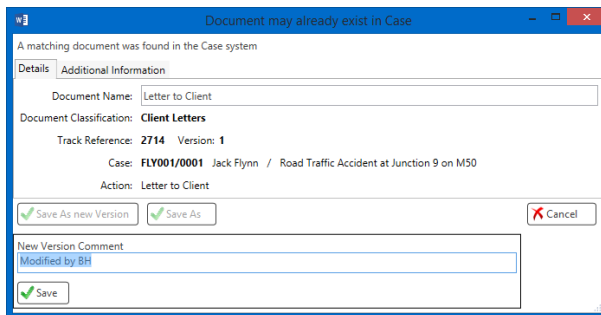 Document may already exist in Case
A matching document was found in the Case system
Details Additional Information
Document Name: Letter to Client
Document Classification: Client Letters
Track Reference: 2714 Version: 1
Case: FLY001/0001 Jack Flynn / Road Traffic Accident at Junction 9 on M50
Action: Letter to Client
Save As new Version Save As Cancel
New Version Comment
Modified by BH
Save